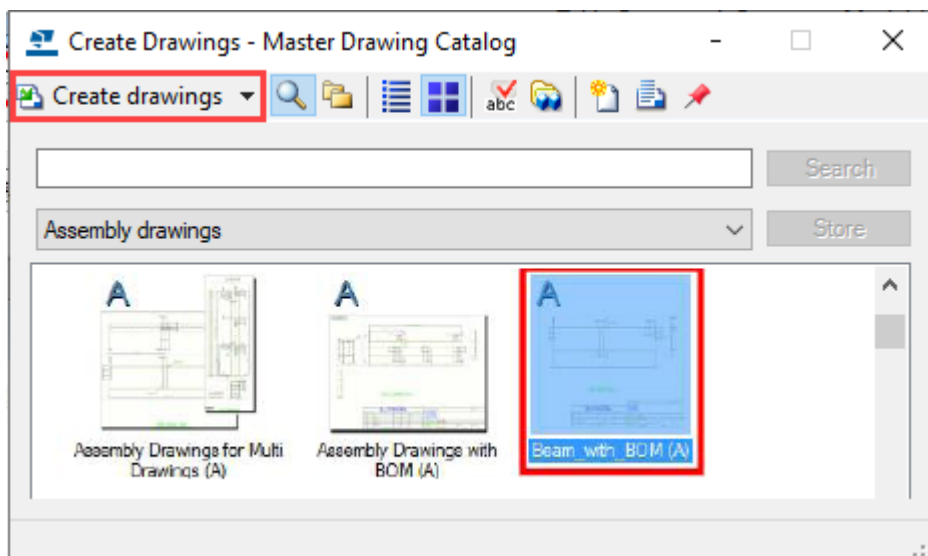 Create Drawings - Master Drawing Catalog
Create drawings
abc
Search
Assembly drawings
Store
A
A
A
Assembly Drawings for Multi
Drawings (A)
Assembly Drawings with
BOM (A)
Beam_with_BOM (A)